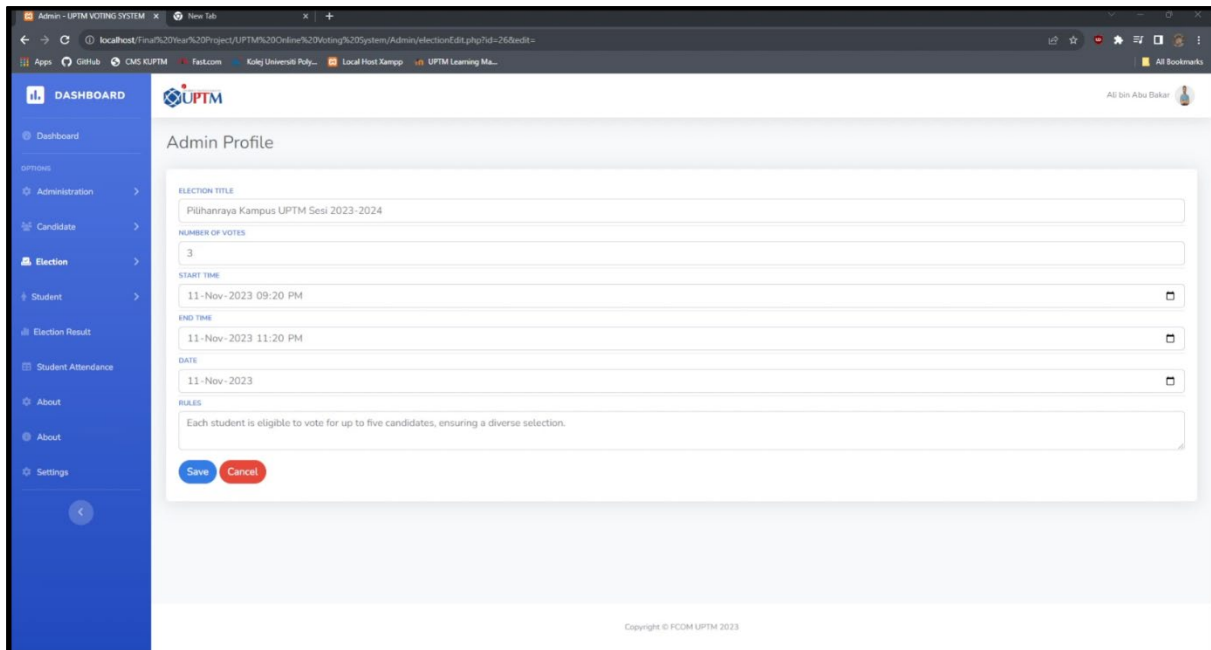 Admin - UPTM VOTING SYSTEM
New Tab
localhost/Final%20Year%20Project/UPTM%20Online%20Voting%20System/Admin/electionEdit.php?id=26&edit=
Apps GitHub CMS KUPTM Fast.com Kolej Universiti Poly... Local Host Xampp UPTM Learning Ma... All Bookmarks
DASHBOARD
UPTM
Ali bin Abu Bakar
Dashboard
Admin Profile
OPTIONS
Administration
Candidate
Election
Student
Election Result
Student Attendance
About
About
Settings
ELECTION TITLE
Pilihanraya Kampus UPTM Sesi 2023-2024
NUMBER OF VOTES
3
START TIME
11-Nov-2023 09:20 PM
END TIME
11-Nov-2023 11:20 PM
DATE
11-Nov-2023
RULES
Each student is eligible to vote for up to five candidates, ensuring a diverse selection.
Save Cancel
Copyright © FCOM UPTM 2023